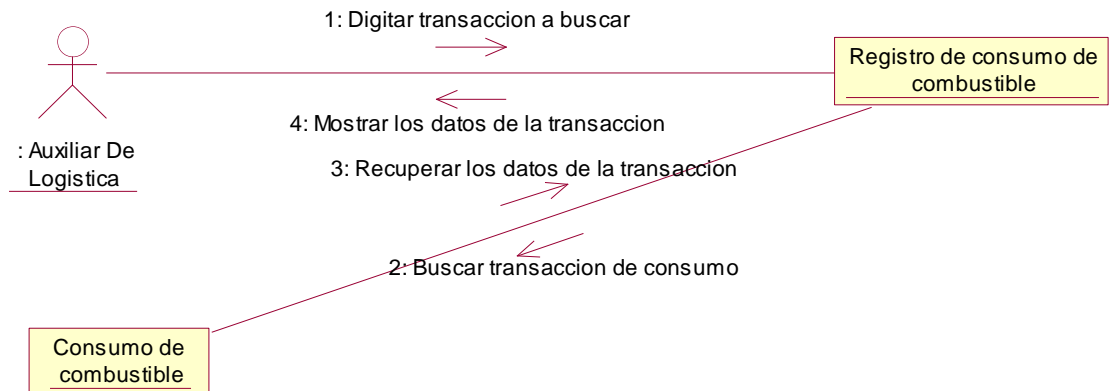 1: Digitar transaccion a buscar
Registro de consumo de
combustible
4: Mostrar los datos de la transaccion
: Auxiliar De
Logistica
3: Recuperar los datos de la transaccion
2: Buscar transaccion de consumo
Consumo de
combustible